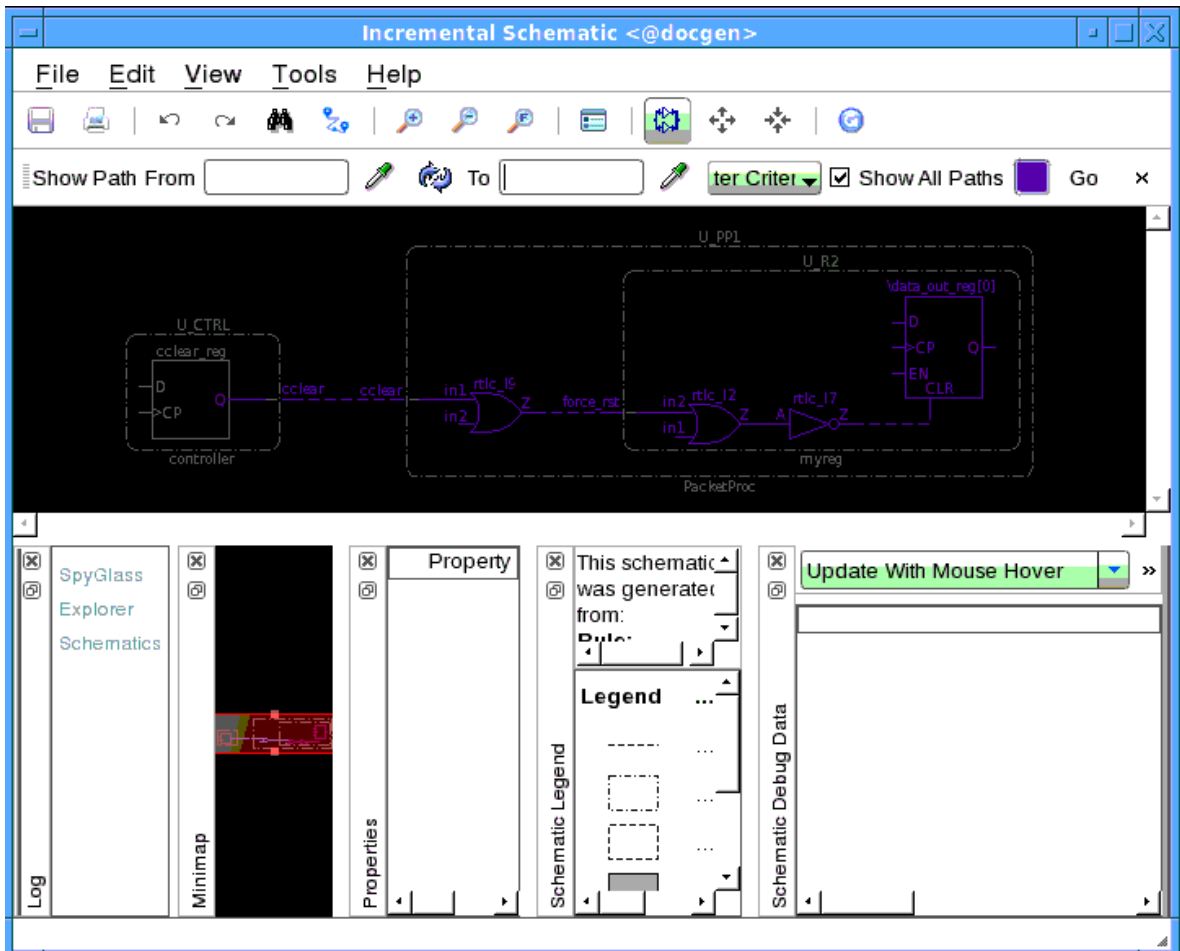 Incremental Schematic <@docgen>
File Edit View Tools Help
Show Path From To ter Criter Show All Paths Go
U_PP1
U_R2
\data_out_reg[0]
D
CP Q
EN
CLR
U_CTRL
cclear_reg
D
Q
CP
controller
cclear cclear
in1 rtlc_I9
in2 Z
force_rst
in2 rtlc_I2
in1 Z
rtlc_I7
A Z
myreg
PacketProc
Log
SpyGlass
Explorer
Schematics
Minimap
Properties
Property
Schematic Legend
This schematic
was generated
from:
Rule:
Legend ...
...
...
...
Schematic Debug Data
Update With Mouse Hover »